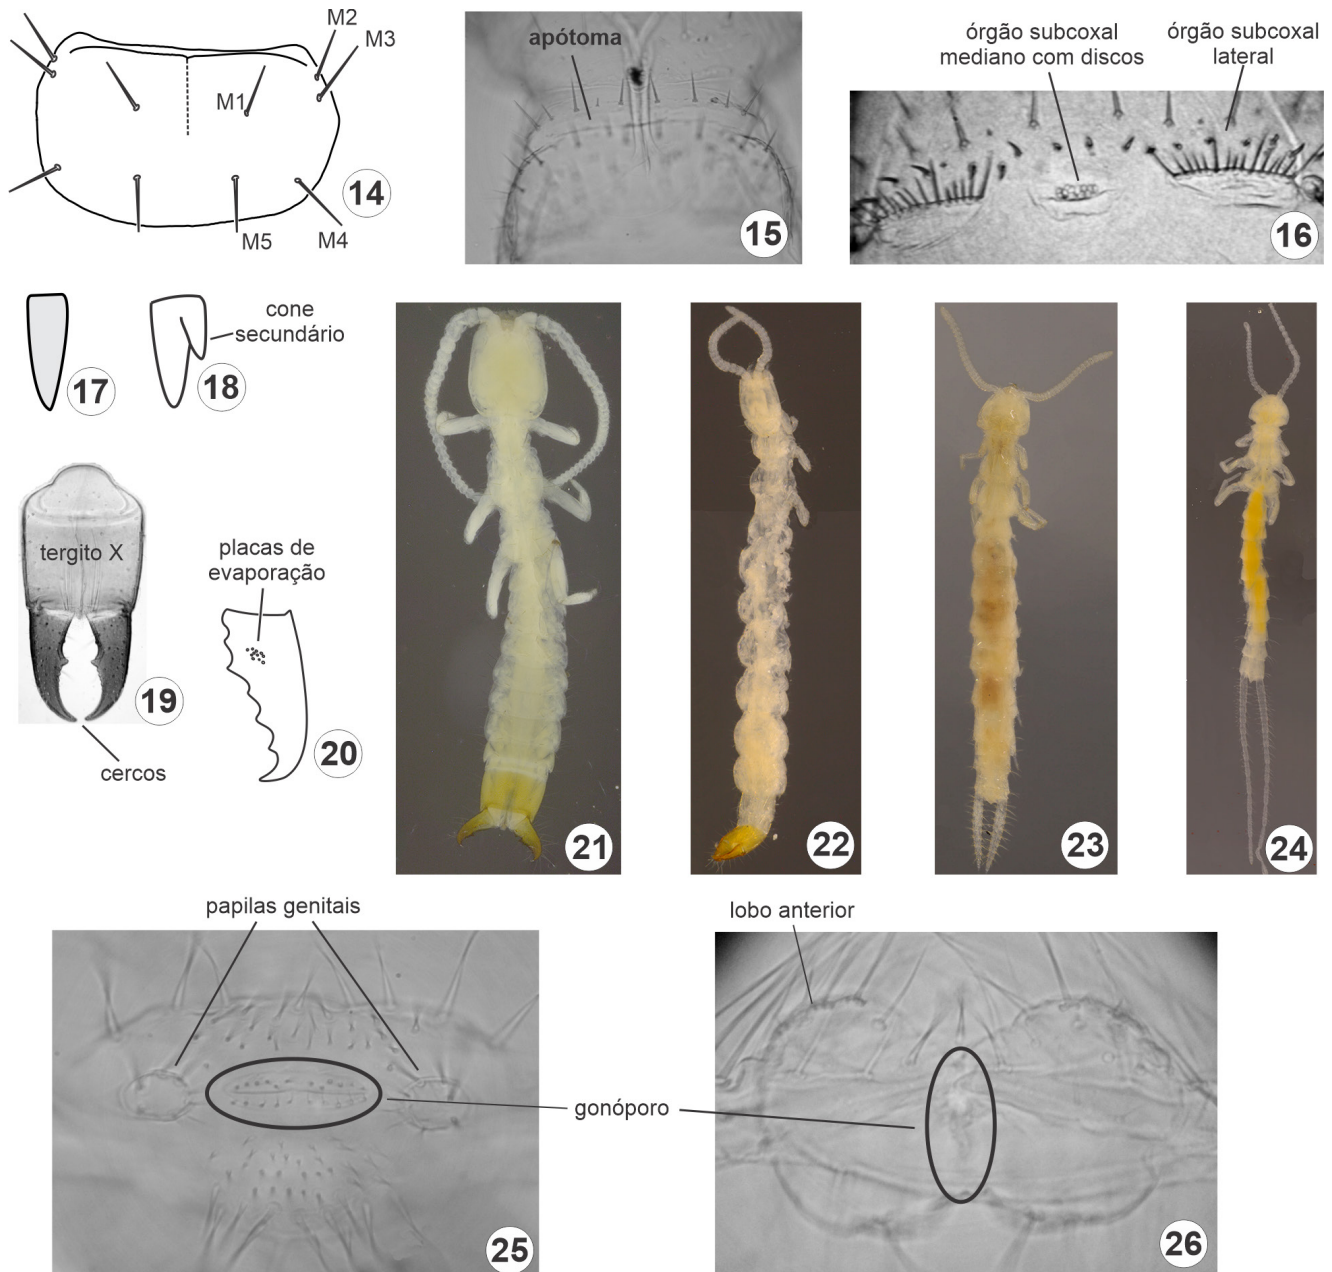 M2
M3
M1
M5
M4
14
apótoma
15
órgão subcoxal
mediano com discos
órgão subcoxal
lateral
16
17
cone
secundário
18
tergito X
cercos
19
placas de
evaporação
20
21
22
23
24
papilas genitais
25
gonóporo
lobo anterior
26